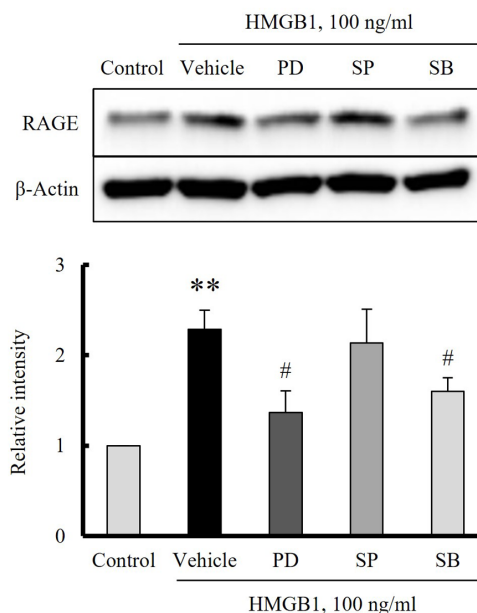 HMGB1, 100 ng/ml
Control Vehicle PD SP SB
RAGE
β-Actin
3
2
1
0
Relative intensity
**
#
#
Control Vehicle PD SP SB
HMGB1, 100 ng/ml